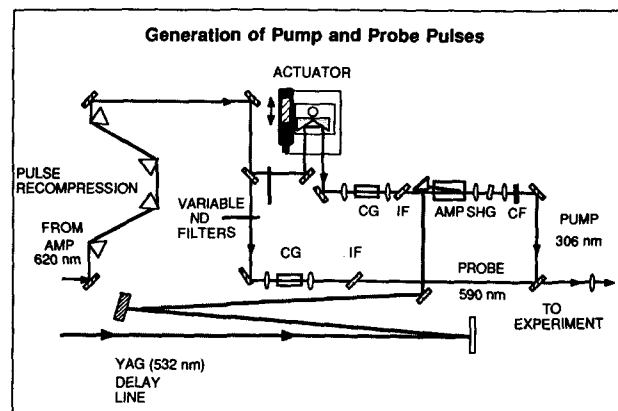 Generation of Pump and Probe Pulses
ACTUATOR
PULSE
RECOMPRESSION
FROM
AMP
620 nm
VARIABLE
ND
FILTERS
CG
IF
AMP
SHG
CF
PUMP
306 nm
CG
IF
PROBE
590 nm
TO
EXPERIMENT
YAG (532 nm)
DELAY
LINE